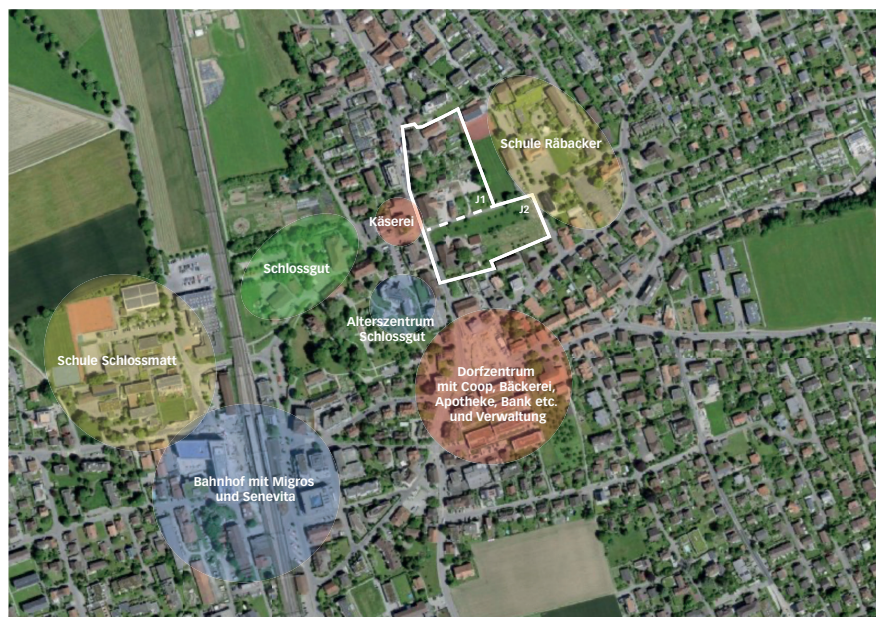 Schule Räbacker
J1
J2
Käserei
Schlossgut
Alterszentrum
Schlossgut
Schule Schlossmatt
Dorfzentrum
mit Coop, Bäckerei,
Apotheke, Bank etc.
und Verwaltung
Bahnhof mit Migros
und Senevita